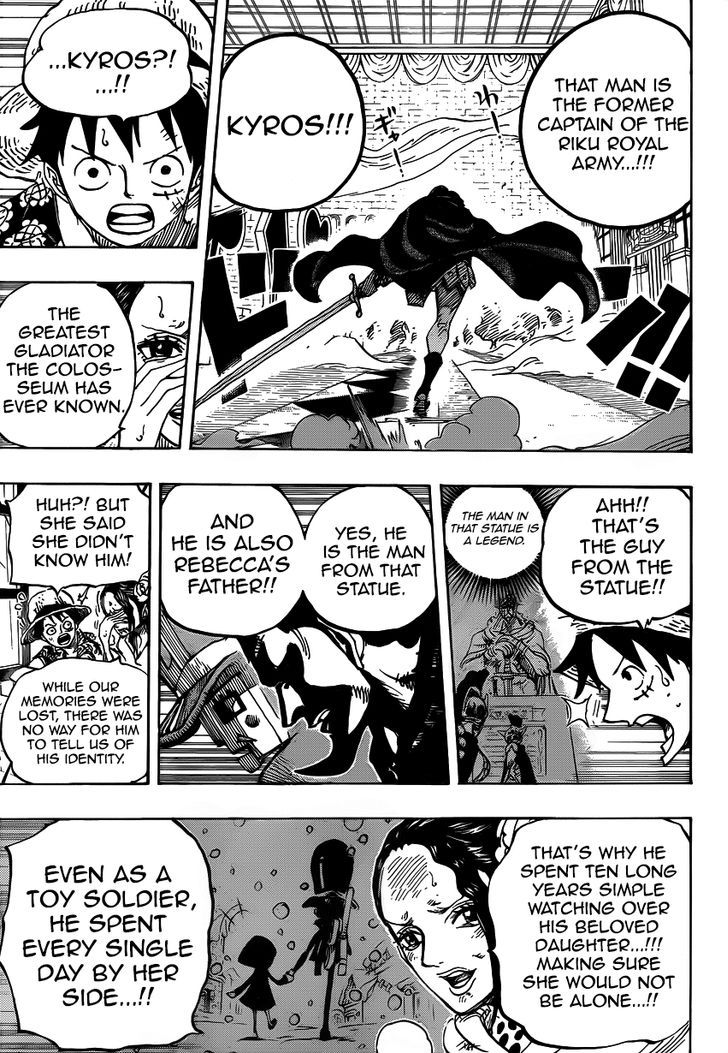 THAT MAN IS
THE FORMER
CAPTAIN OF THE
RIKU ROYAL
ARMY...!!!
KYROS!!!
ギャ
ゎぁ
...KYROS?!
...!!
THE
GREATEST
GLADIATOR
THE COLOS-
SEUM HAS
EVER KNOWN.
AHH!!
THAT'S
THE GUY
FROM THE
STATUE!!
THE MAN IN
THAT STATUE IS
A LEGEND.
YES, HE
IS THE MAN
FROM THAT
STATUE.
AND
HE IS ALSO
REBECCA'S
FATHER!!
HUH?! BUT
SHE SAID
SHE DIDN'T
KNOW HIM!
WHILE OUR
MEMORIES WERE
LOST, THERE WAS
NO WAY FOR HIM
TO TELL US OF
HIS IDENTITY.
THAT'S WHY HE
SPENT TEN LONG
YEARS SIMPLE
WATCHING OVER
HIS BELOVED
DAUGHTER...!!!
MAKING SURE
SHE WOULD NOT
BE ALONE...!!
EVEN AS A
TOY SOLDIER,
HE SPENT
EVERY SINGLE
DAY BY HER
SIDE...!!